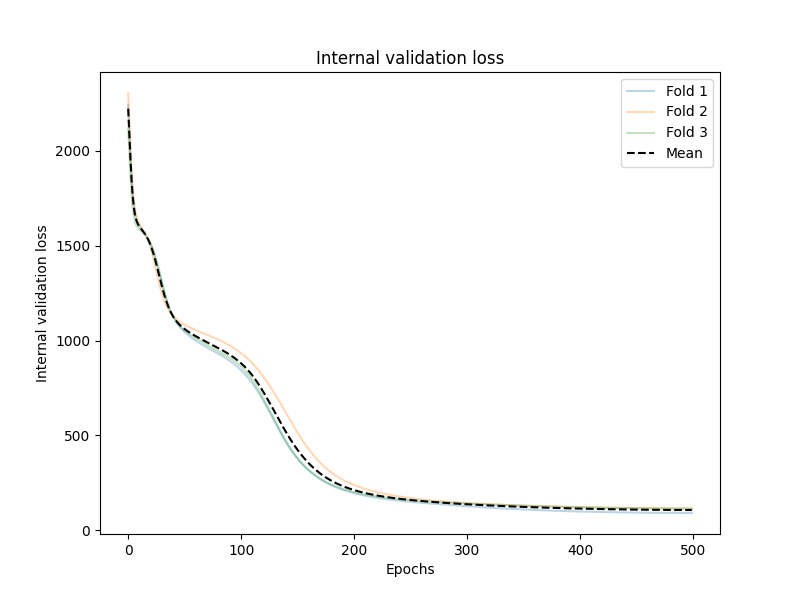 Internal validation loss
Fold 1
Fold 2
Fold 3
Mean
Internal validation loss
2000
1500
1000
500
0
0 100 200 300 400 500
Epochs